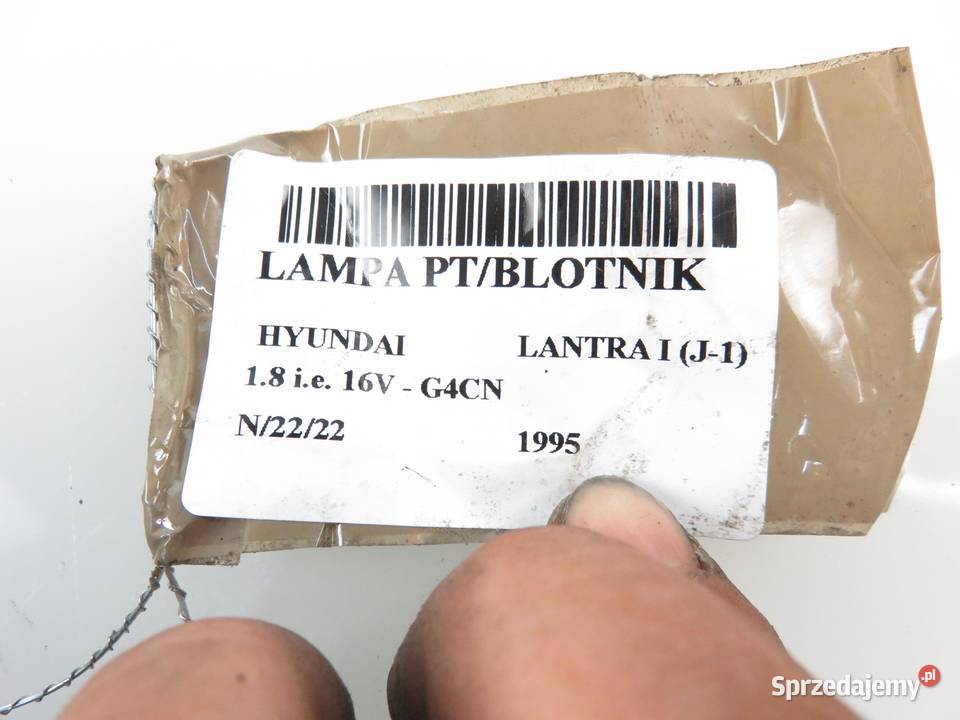 LAMPA PT/BLOTNIK
HYUNDAI LANTRA I (J-1)
1.8 i.e. 16V - G4CN
N/22/22 1995
Sprzedajemy.pl